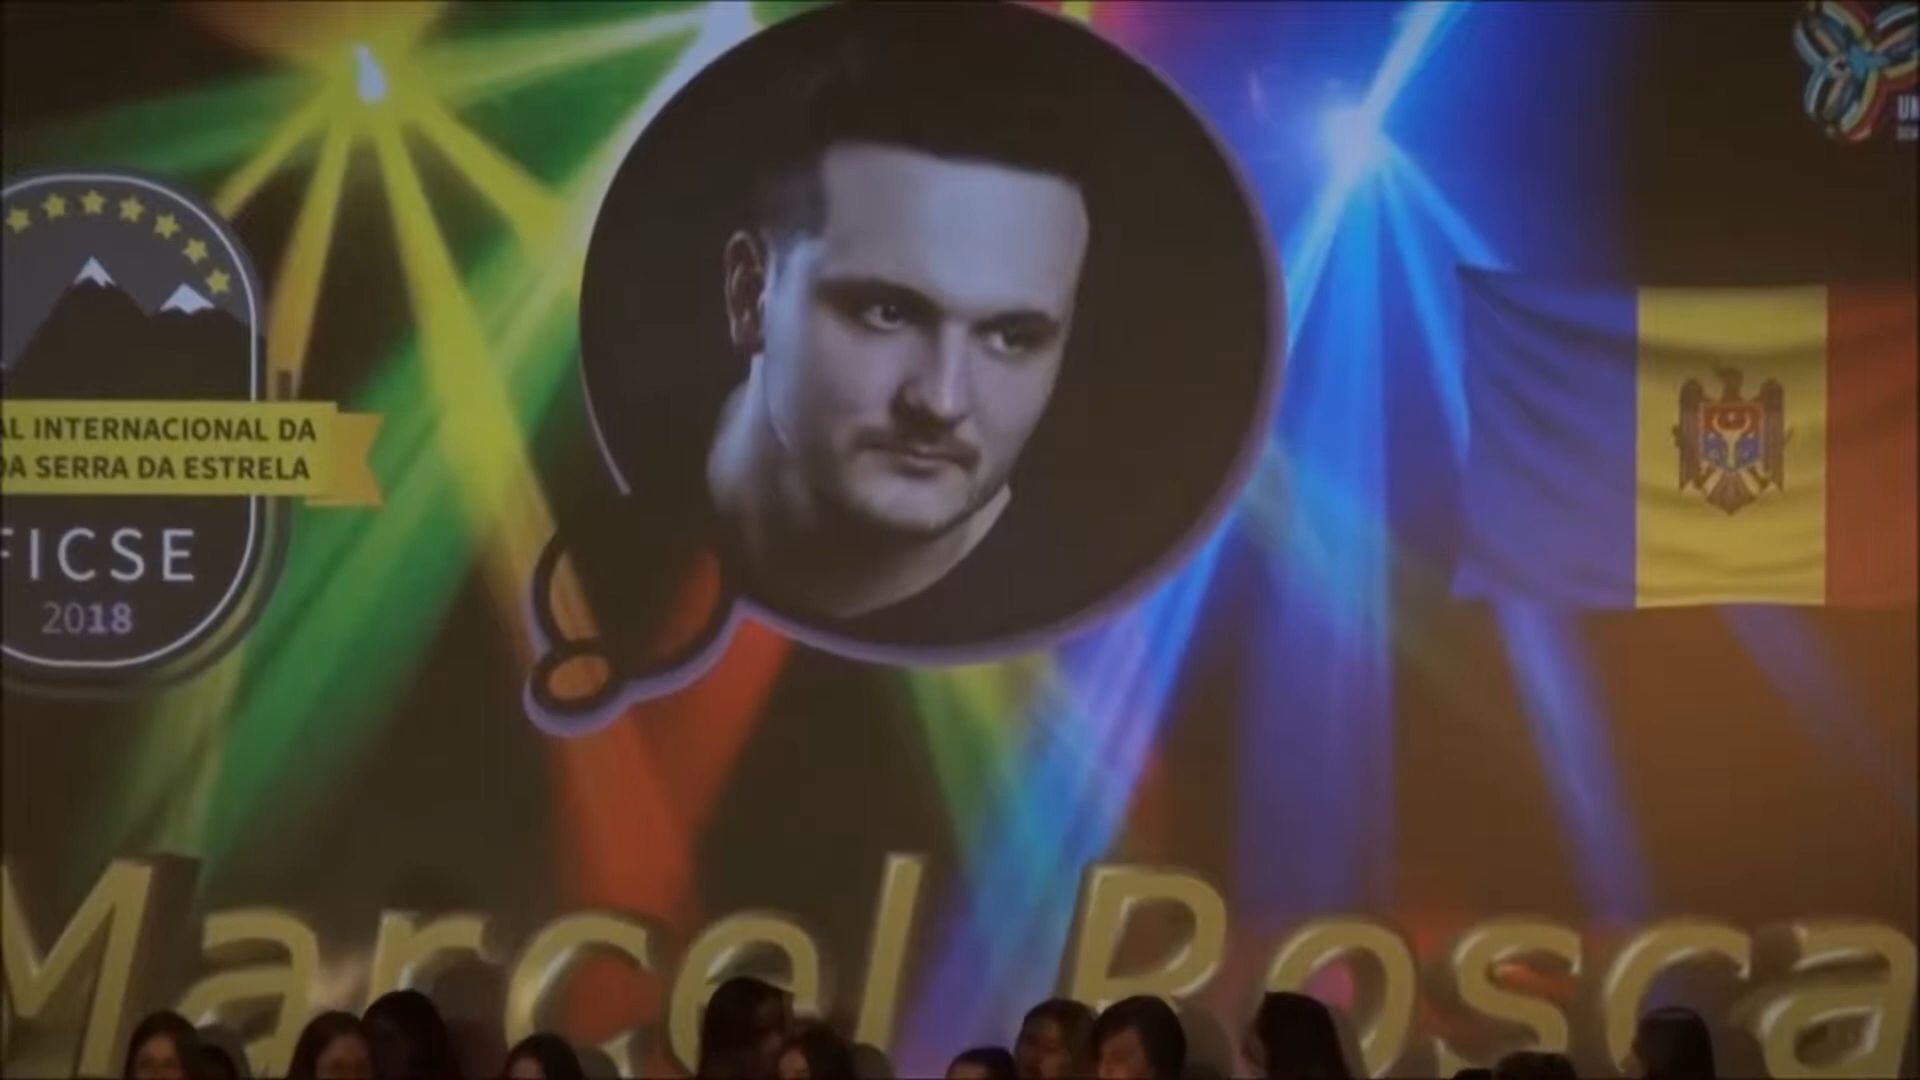 AL INTERNACIONAL DA
DA SERRA DA ESTRELA
FICSE
2018
Marcel Rosca